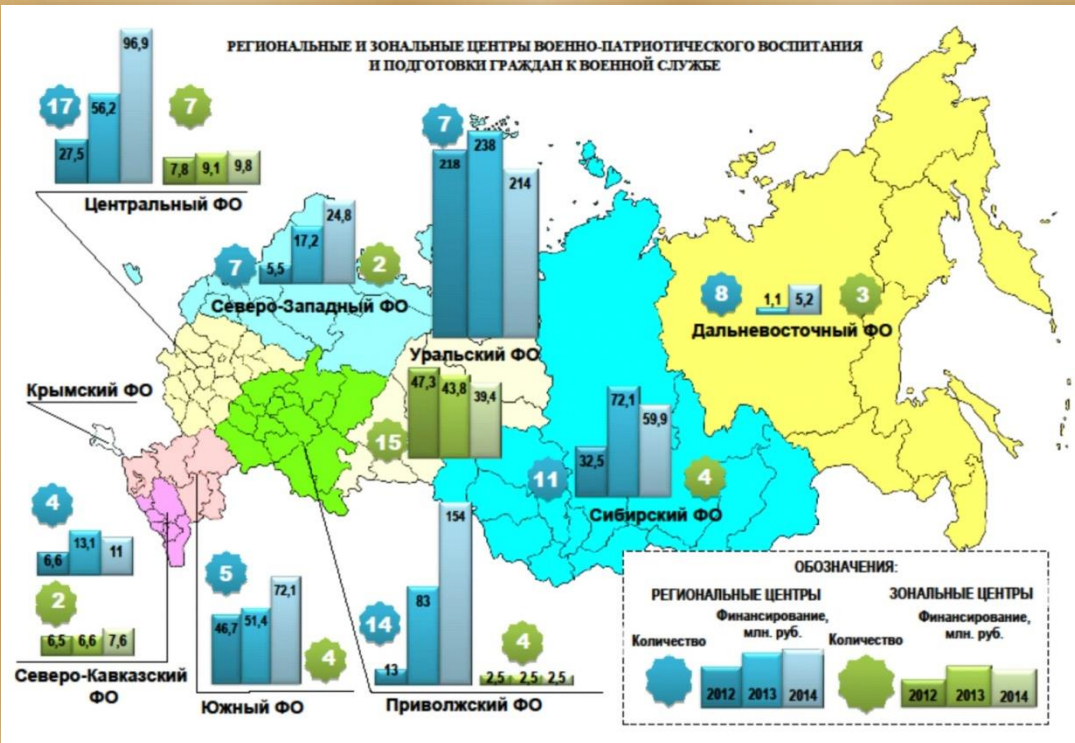 РЕГИОНАЛЬНЫЕ И ЗОНАЛЬНЫЕ ЦЕНТРЫ ВОЕННО-ПАТРИОТИЧЕСКОГО ВОСПИТАНИЯ
И ПОДГОТОВКИ ГРАЖДАН К ВОЕННОЙ СЛУЖБЕ
17
27,5 56,2 96,9
7
7,8 9,1 9,8
Центральный ФО
7
5,5 17,2 24,8
2
Северо-Западный ФО
7
218 238 214
Уральский ФО
47,3 43,8 39,4
15
8
1,1 5,2
3
Дальневосточный ФО
Крымский ФО
11
32,5 72,1 59,9
4
Сибирский ФО
4
6,6 13,1 11
2
6,5 6,6 7,6
Северо-Кавказский
ФО
5
46,7 51,4 72,1
4
Южный ФО
14
13 83 154
4
2,5 2,5 2,5
Приволжский ФО
ОБОЗНАЧЕНИЯ:
РЕГИОНАЛЬНЫЕ ЦЕНТРЫ
Количество
Финансирование,
млн. руб.
2012 2013 2014
ЗОНАЛЬНЫЕ ЦЕНТРЫ
Количество
Финансирование,
млн. руб.
2012 2013 2014